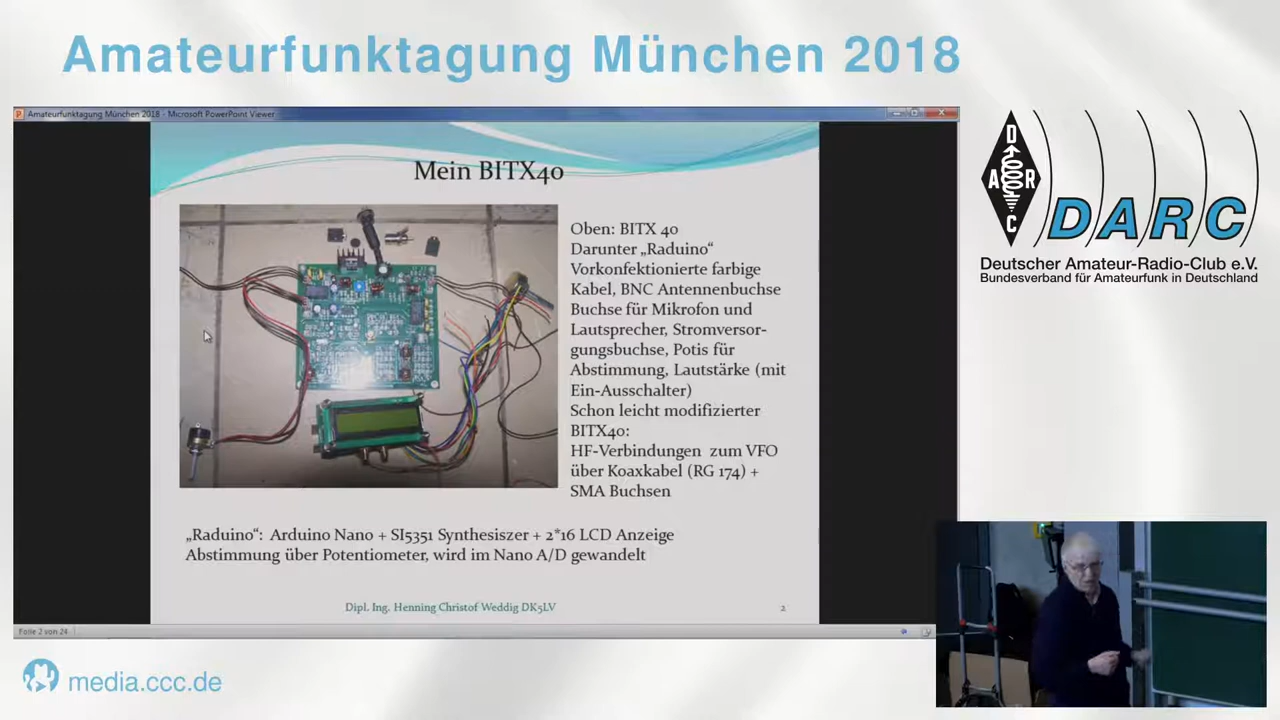 Amateurfunktagung München 2018
Amateurfunktagung München 2018 - Microsoft PowerPoint Viewer
Mein BITX40
Oben: BITX 40
Darunter „Raduino“
Vorkonfektionierte farbige
Kabel, BNC Antennenbuchse
Buchse für Mikrofon und
Lautsprecher, Stromversor-
gungsbuchse, Potis für
Abstimmung, Lautstärke (mit
Ein-Ausschalter)
Schon leicht modifizierter
BITX40:
HF-Verbindungen zum VFO
über Koaxkabel (RG 174) +
SMA Buchsen
„Raduino“: Arduino Nano + SI5351 Synthesiszer + 2*16 LCD Anzeige
Abstimmung über Potentiometer, wird im Nano A/D gewandelt
Dipl. Ing. Henning Christof Weddig DK5LV
2
Folie 2 von 24
D
A R
C
DARC
Deutscher Amateur-Radio-Club e.V.
Bundesverband für Amateurfunk in Deutschland
media.ccc.de